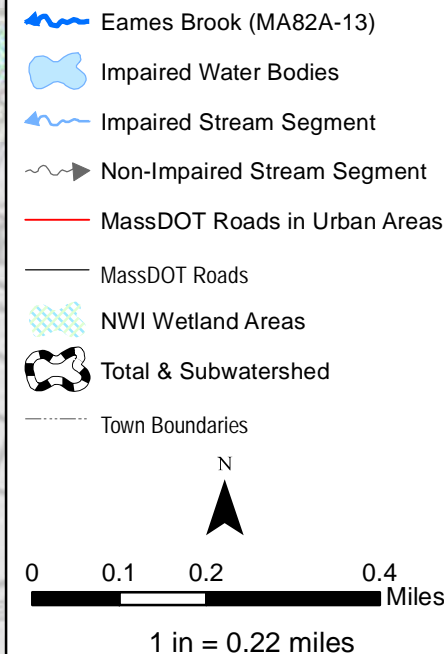 Eames Brook (MA82A-13)
Impaired Water Bodies
Impaired Stream Segment
Non-Impaired Stream Segment
MassDOT Roads in Urban Areas
MassDOT Roads
NWI Wetland Areas
Total & Subwatershed
Town Boundaries
N
0 0.1 0.2 0.4
Miles
1 in = 0.22 miles